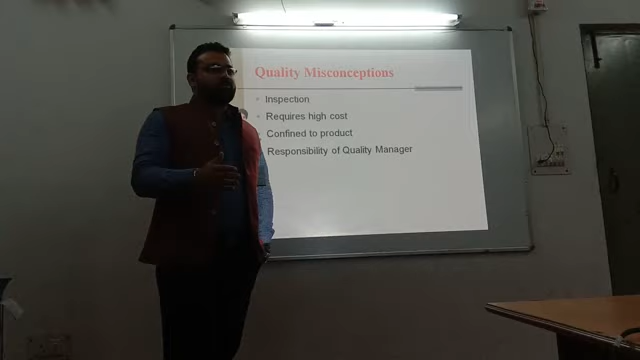 Quality Misconceptions
Inspection
Requires high cost
Confined to product
Responsibility of Quality Manager